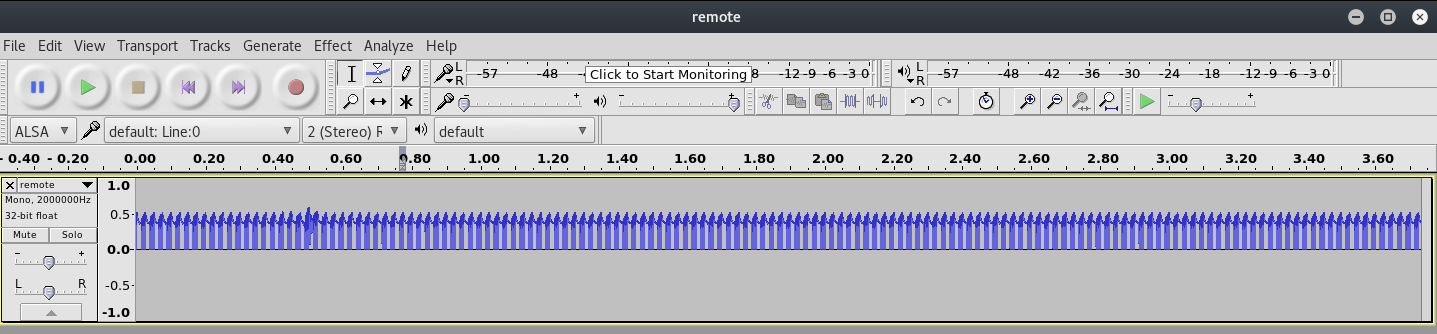 remote
File Edit View Transport Tracks Generate Effect Analyze Help
L R -57 -48 -4 Click to Start Monitoring 8 -12 -9 -6 -3 0 L R -57 -48 -42 -36 -30 -24 -18 -12 -9 -6 -3 0
- + - + - +
ALSA default: Line:0 2 (Stereo) R default
- 0.40 - 0.20 0.00 0.20 0.40 0.60 0.80 1.00 1.20 1.40 1.60 1.80 2.00 2.20 2.40 2.60 2.80 3.00 3.20 3.40 3.60
remote 1.0
Mono, 2000000Hz
32-bit float 0.5
Mute Solo
- + 0.0
L R -0.5
-1.0